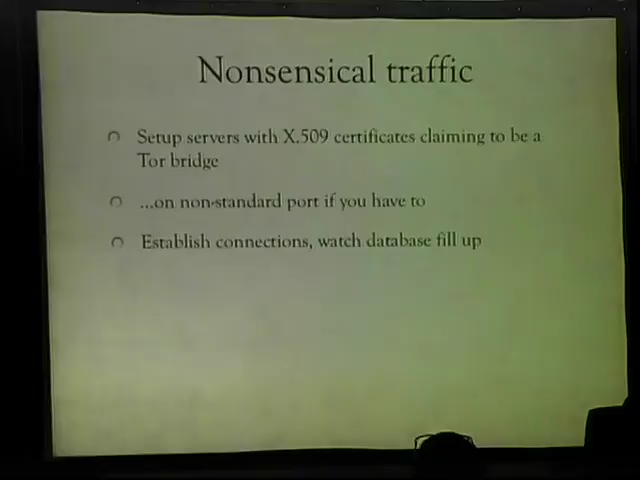 Nonsensical traffic
Setup servers with X.509 certificates claiming to be a
Tor bridge
...on non-standard port if you have to
Establish connections, watch database fill up